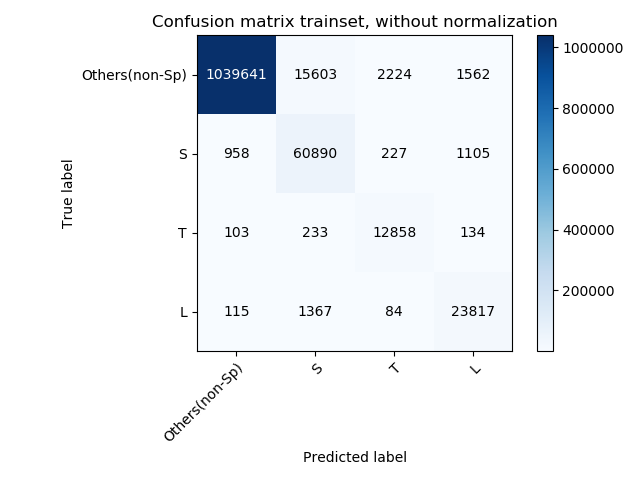 Confusion matrix trainset, without normalization
Others(non-Sp) 1039641 15603 2224 1562
S 958 60890 227 1105
T 103 233 12858 134
L 115 1367 84 23817
Others(non-Sp) S T L
True label
Predicted label
1000000
800000
600000
400000
200000